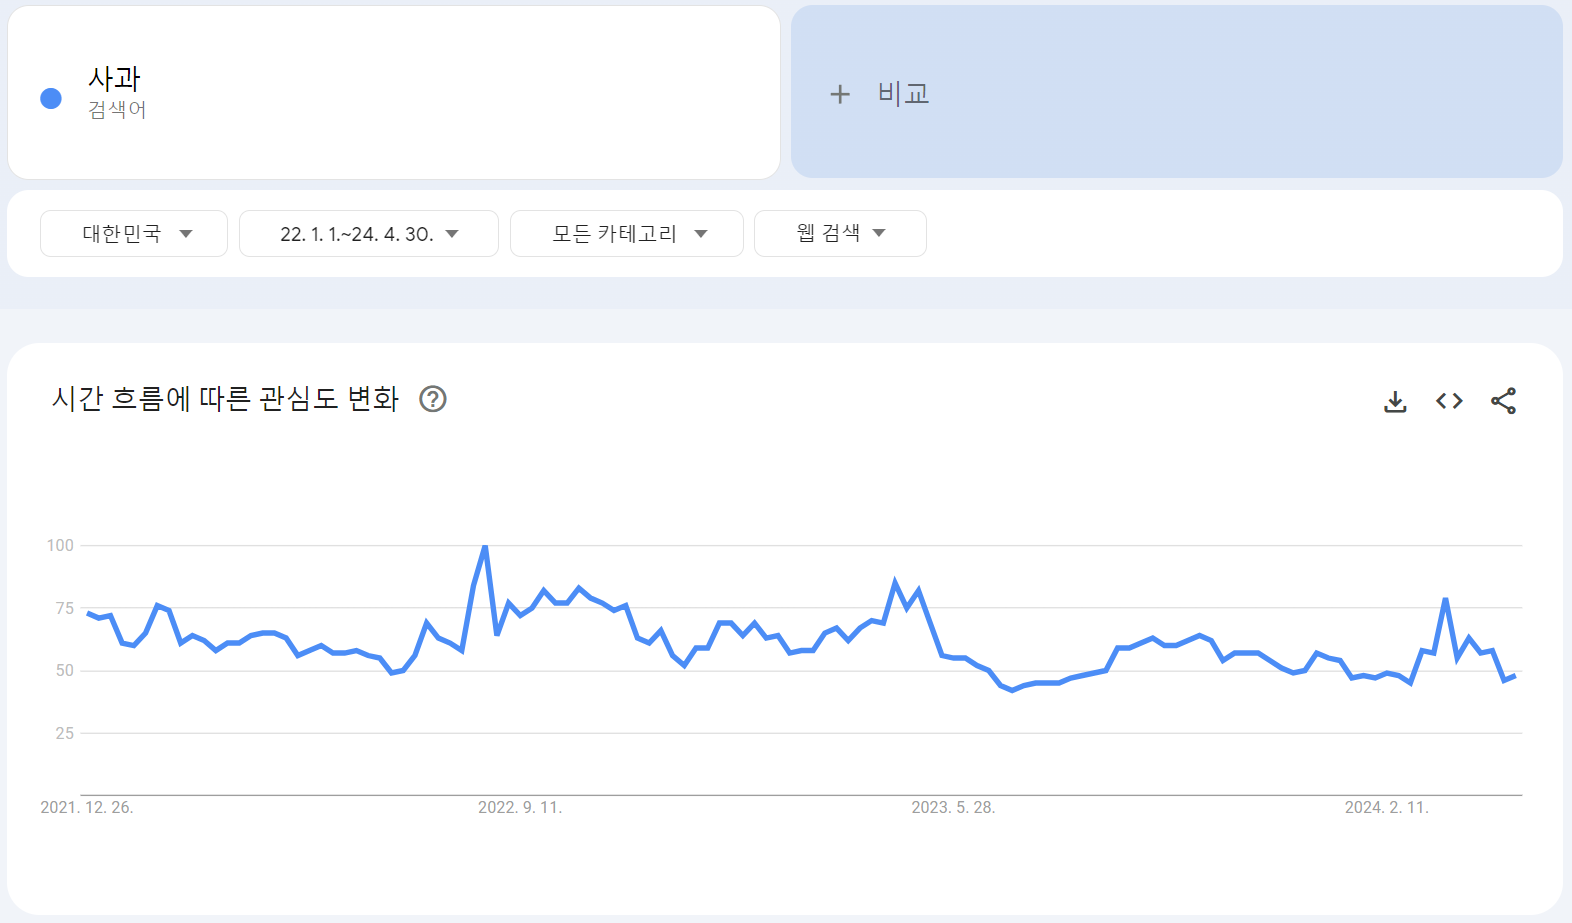 사과
검색어
+ 비교
대한민국
22. 1. 1.~24. 4. 30.
모든 카테고리
웹 검색
시간 흐름에 따른 관심도 변화 ?
100
75
50
25
2021. 12. 26.
2022. 9. 11.
2023. 5. 28.
2024. 2. 11.